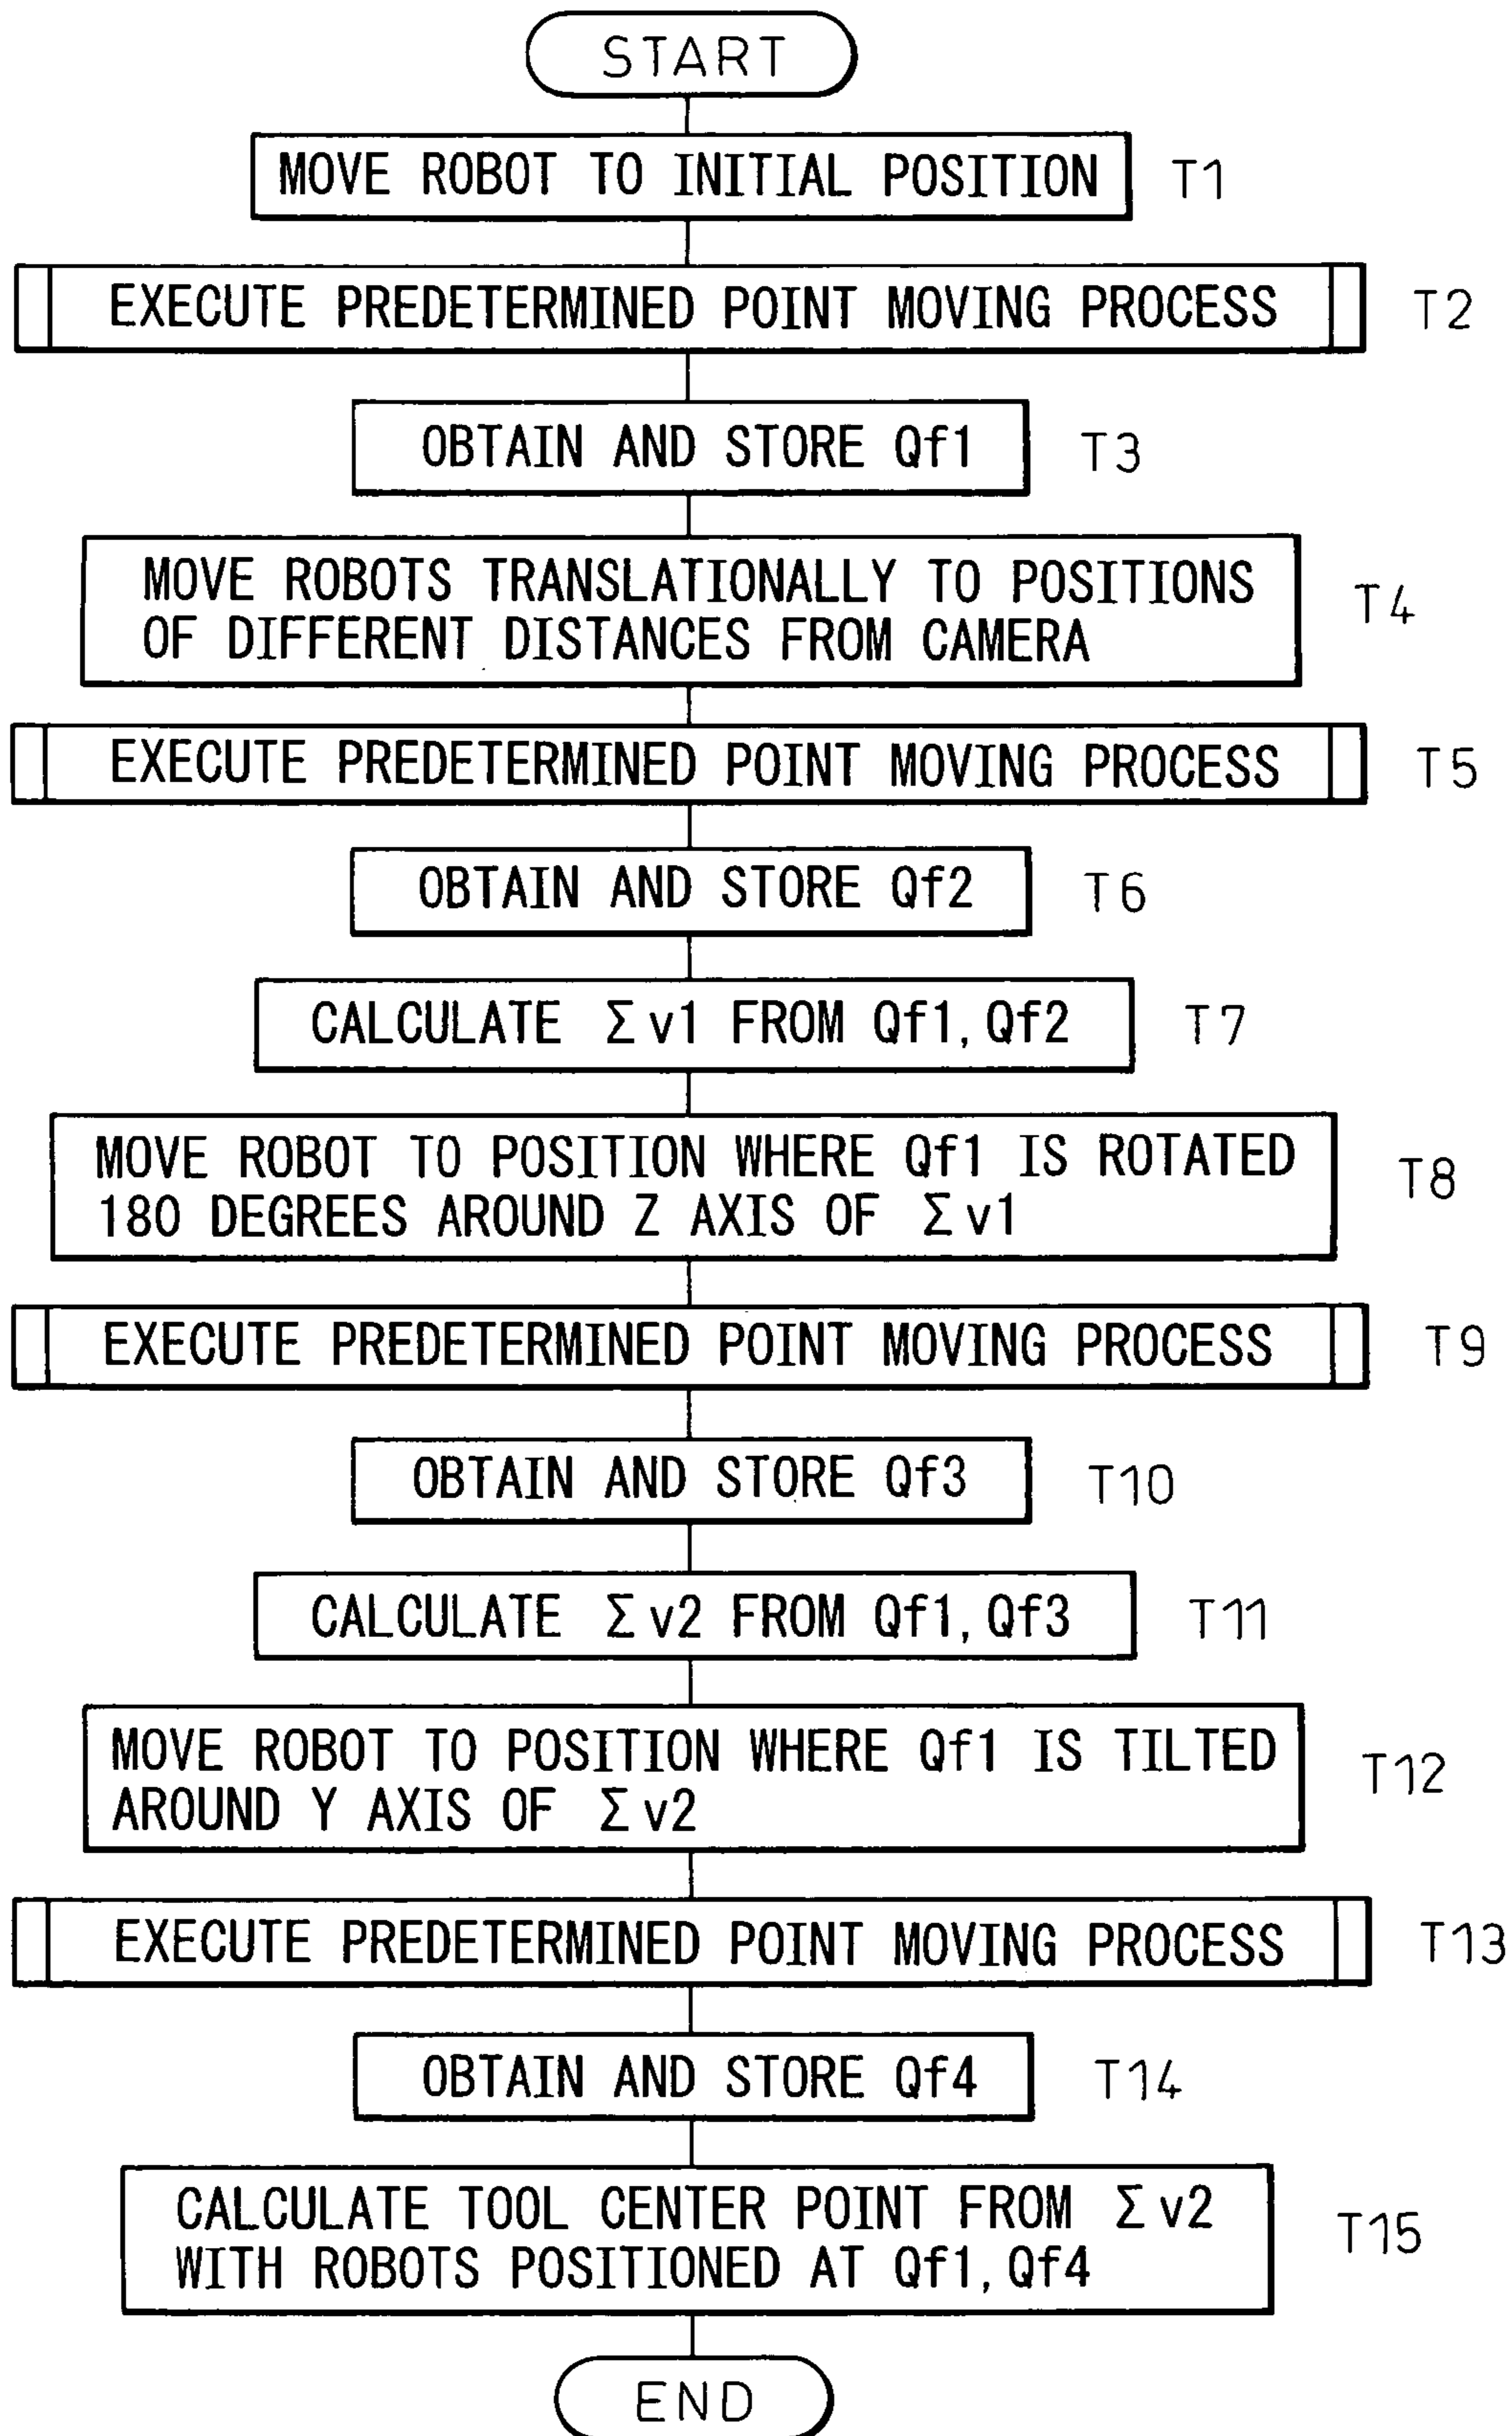 START
MOVE ROBOT TO INITIAL POSITION T1
EXECUTE PREDETERMINED POINT MOVING PROCESS T2
OBTAIN AND STORE Qf1 T3
MOVE ROBOTS TRANSLATIONALLY TO POSITIONS
OF DIFFERENT DISTANCES FROM CAMERA
T4
EXECUTE PREDETERMINED POINT MOVING PROCESS T5
OBTAIN AND STORE Qf2 T6
CALCULATE Σv1 FROM Qf1, Qf2 T7
MOVE ROBOT TO POSITION WHERE Qf1 IS ROTATED
180 DEGREES AROUND Z AXIS OF Σv1
T8
EXECUTE PREDETERMINED POINT MOVING PROCESS T9
OBTAIN AND STORE Qf3 T10
CALCULATE Σv2 FROM Qf1, Qf3 T11
MOVE ROBOT TO POSITION WHERE Qf1 IS TILTED
AROUND Y AXIS OF Σv2
T12
EXECUTE PREDETERMINED POINT MOVING PROCESS T13
OBTAIN AND STORE Qf4 T14
CALCULATE TOOL CENTER POINT FROM Σv2
WITH ROBOTS POSITIONED AT Qf1, Qf4
T15
END